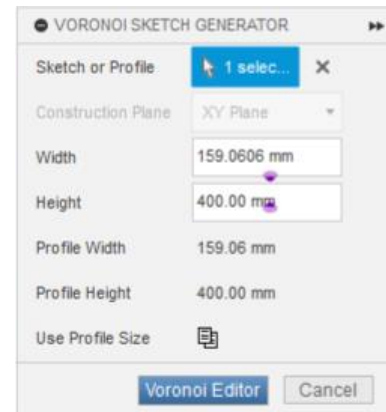 VORONOI SKETCH GENERATOR
Sketch or Profile 1 selec...
Construction Plane XY Plane
Width 159.0606 mm
Height 400.00 mm
Profile Width 159.06 mm
Profile Height 400.00 mm
Use Profile Size
Voronoi Editor Cancel